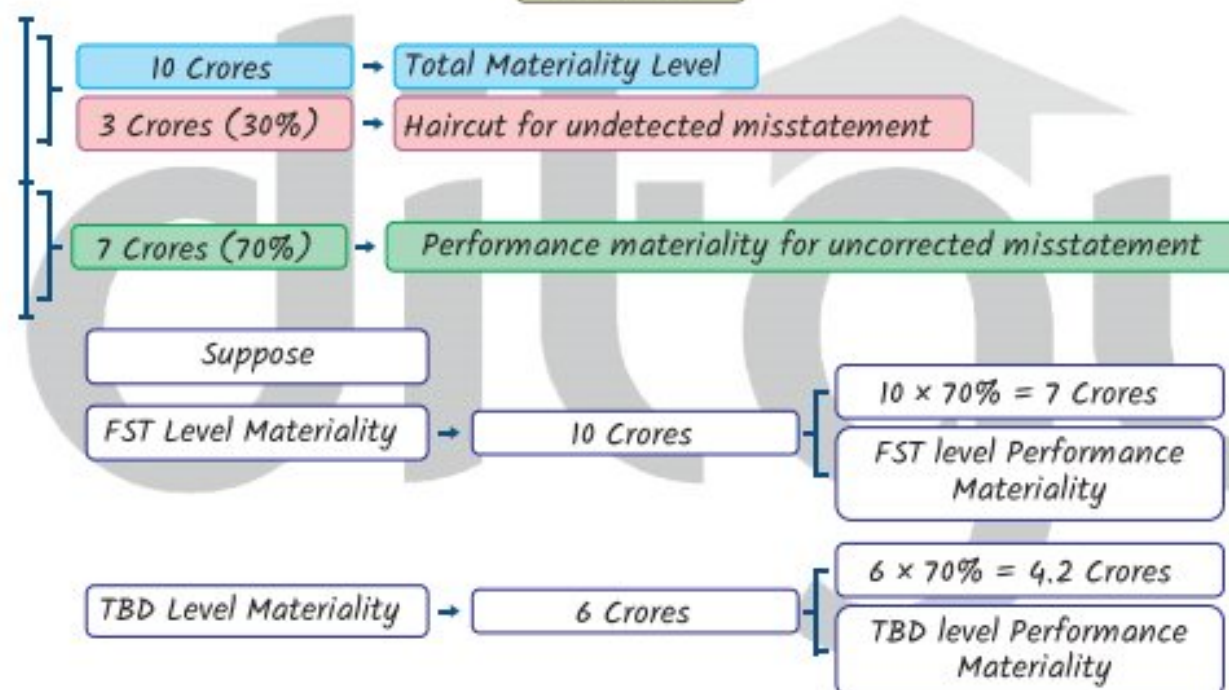 10 Crores → Total Materiality Level
3 Crores (30%) → Haircut for undetected misstatement
7 Crores (70%) → Performance materiality for uncorrected misstatement
Suppose
FST Level Materiality → 10 Crores
10 × 70% = 7 Crores
FST level Performance
Materiality
TBD Level Materiality → 6 Crores
6 × 70% = 4.2 Crores
TBD level Performance
Materiality